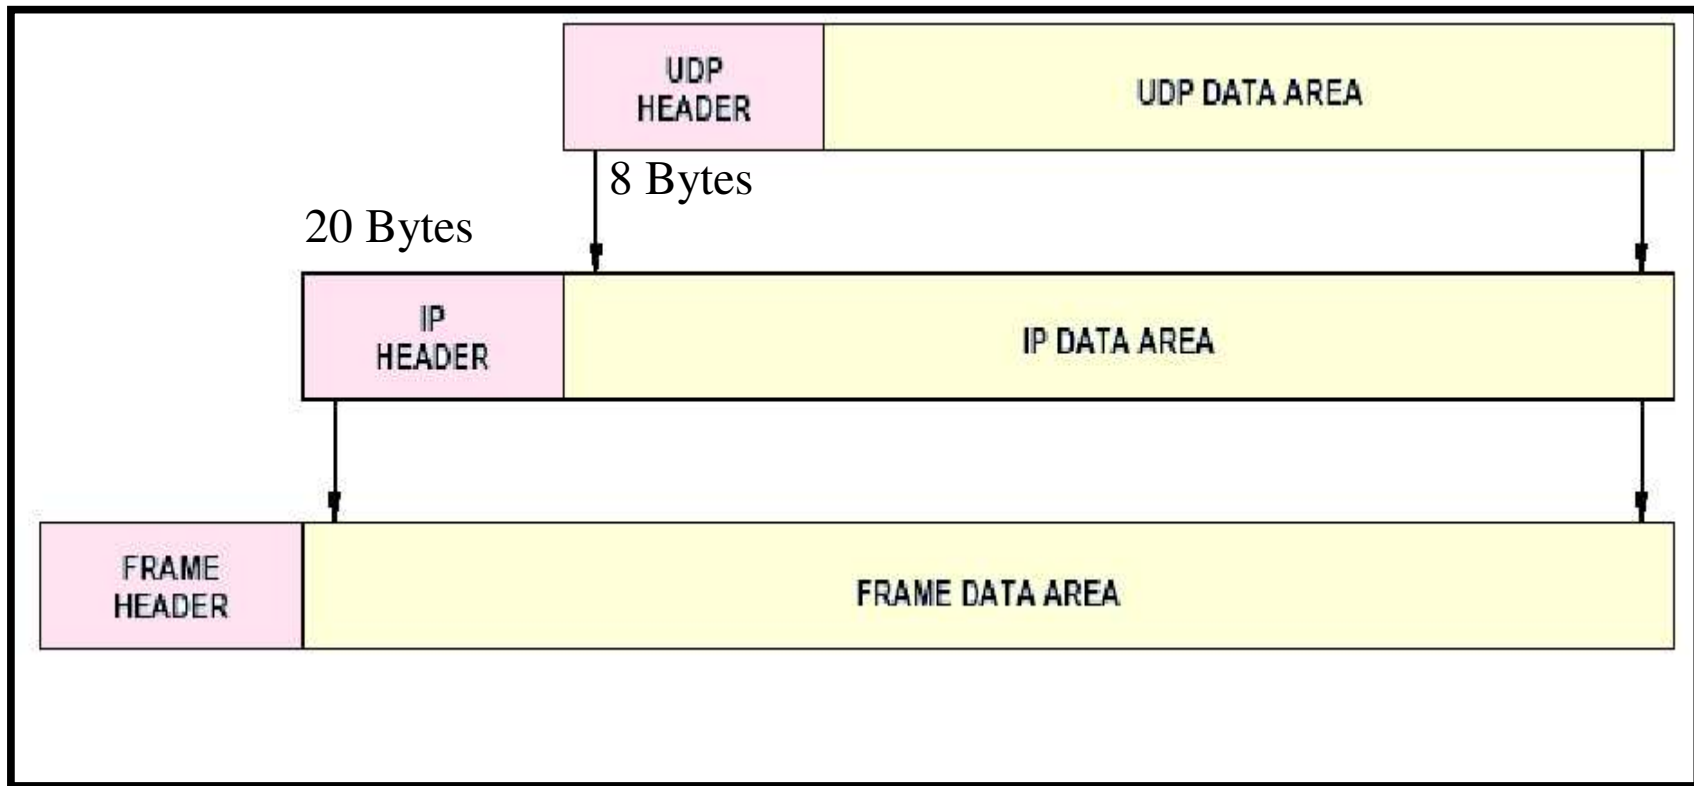 UDP
HEADER
UDP DATA AREA
8 Bytes
20 Bytes
IP
HEADER
IP DATA AREA
FRAME
HEADER
FRAME DATA AREA